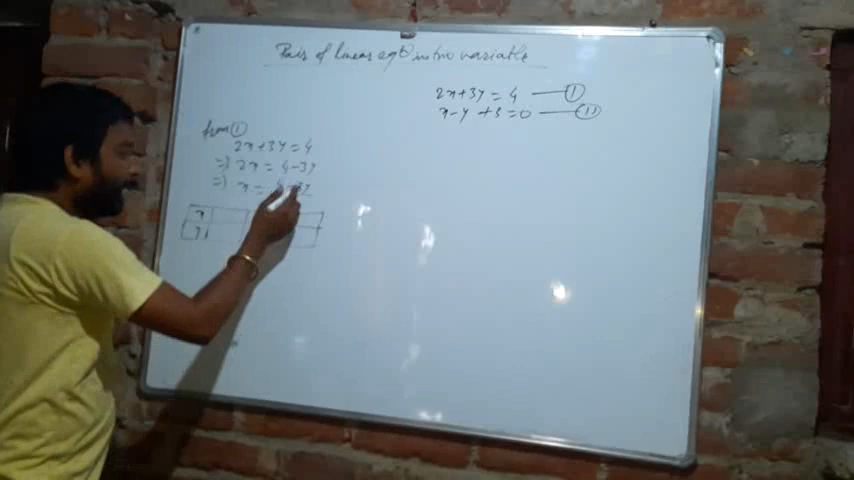 Pair of linear eqn in two variable
2x+3y = 4 — (I)
x-y +3=0 — (II)
from (I)
2x+3y=4
=) 2x = 4-3y
=) x =
x
y